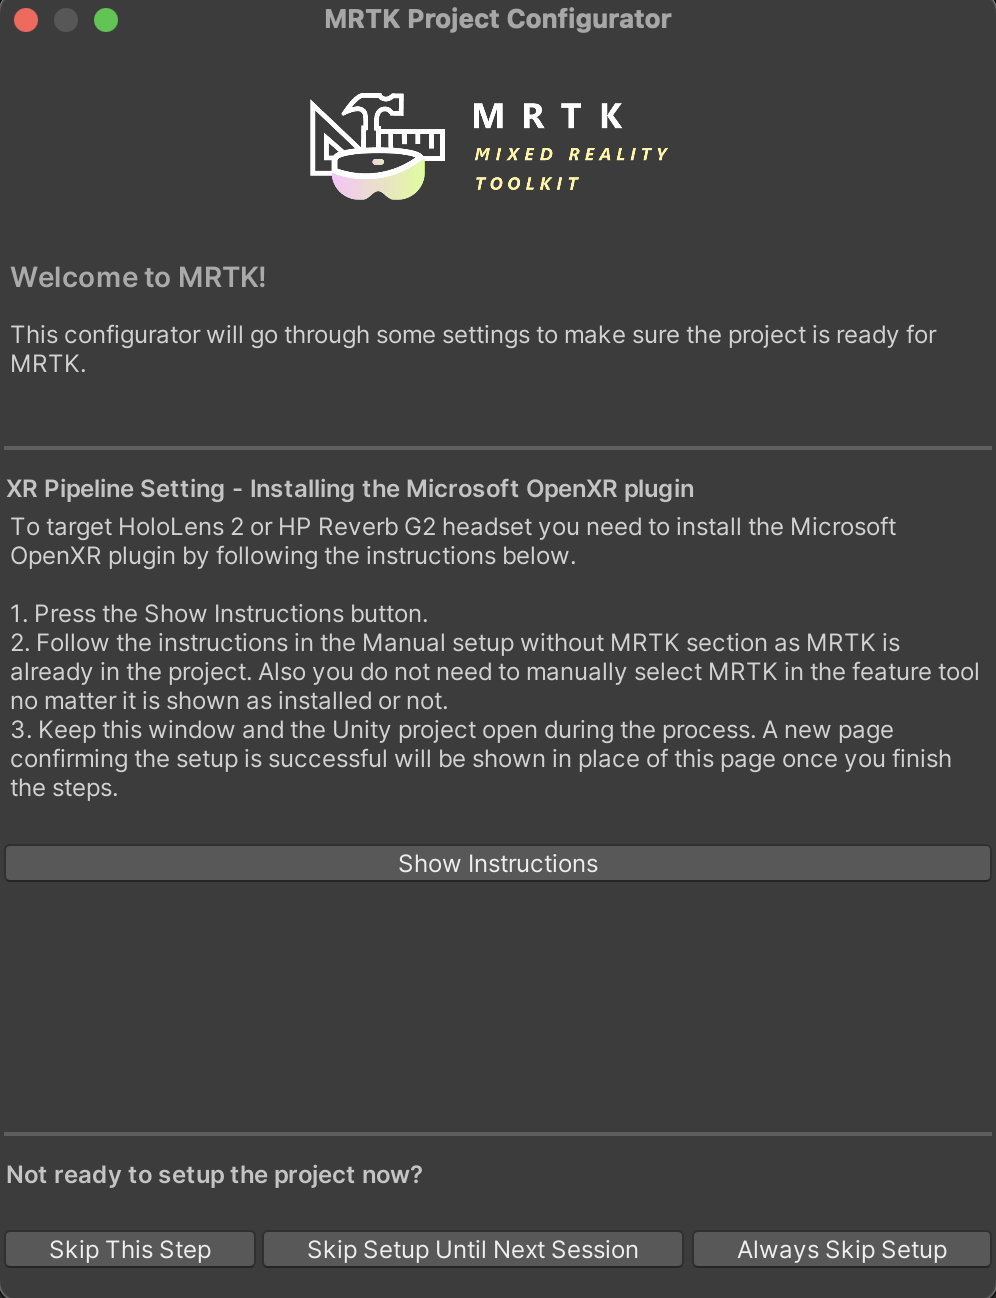 MRTK Project Configurator
MRTK
MIXED REALITY
TOOLKIT
Welcome to MRTK!
This configurator will go through some settings to make sure the project is ready for
MRTK.
XR Pipeline Setting - Installing the Microsoft OpenXR plugin
To target HoloLens 2 or HP Reverb G2 headset you need to install the Microsoft
OpenXR plugin by following the instructions below.
1. Press the Show Instructions button.
2. Follow the instructions in the Manual setup without MRTK section as MRTK is
already in the project. Also you do not need to manually select MRTK in the feature tool
no matter it is shown as installed or not.
3. Keep this window and the Unity project open during the process. A new page
confirming the setup is successful will be shown in place of this page once you finish
the steps.
Show Instructions
Not ready to setup the project now?
Skip This Step
Skip Setup Until Next Session
Always Skip Setup